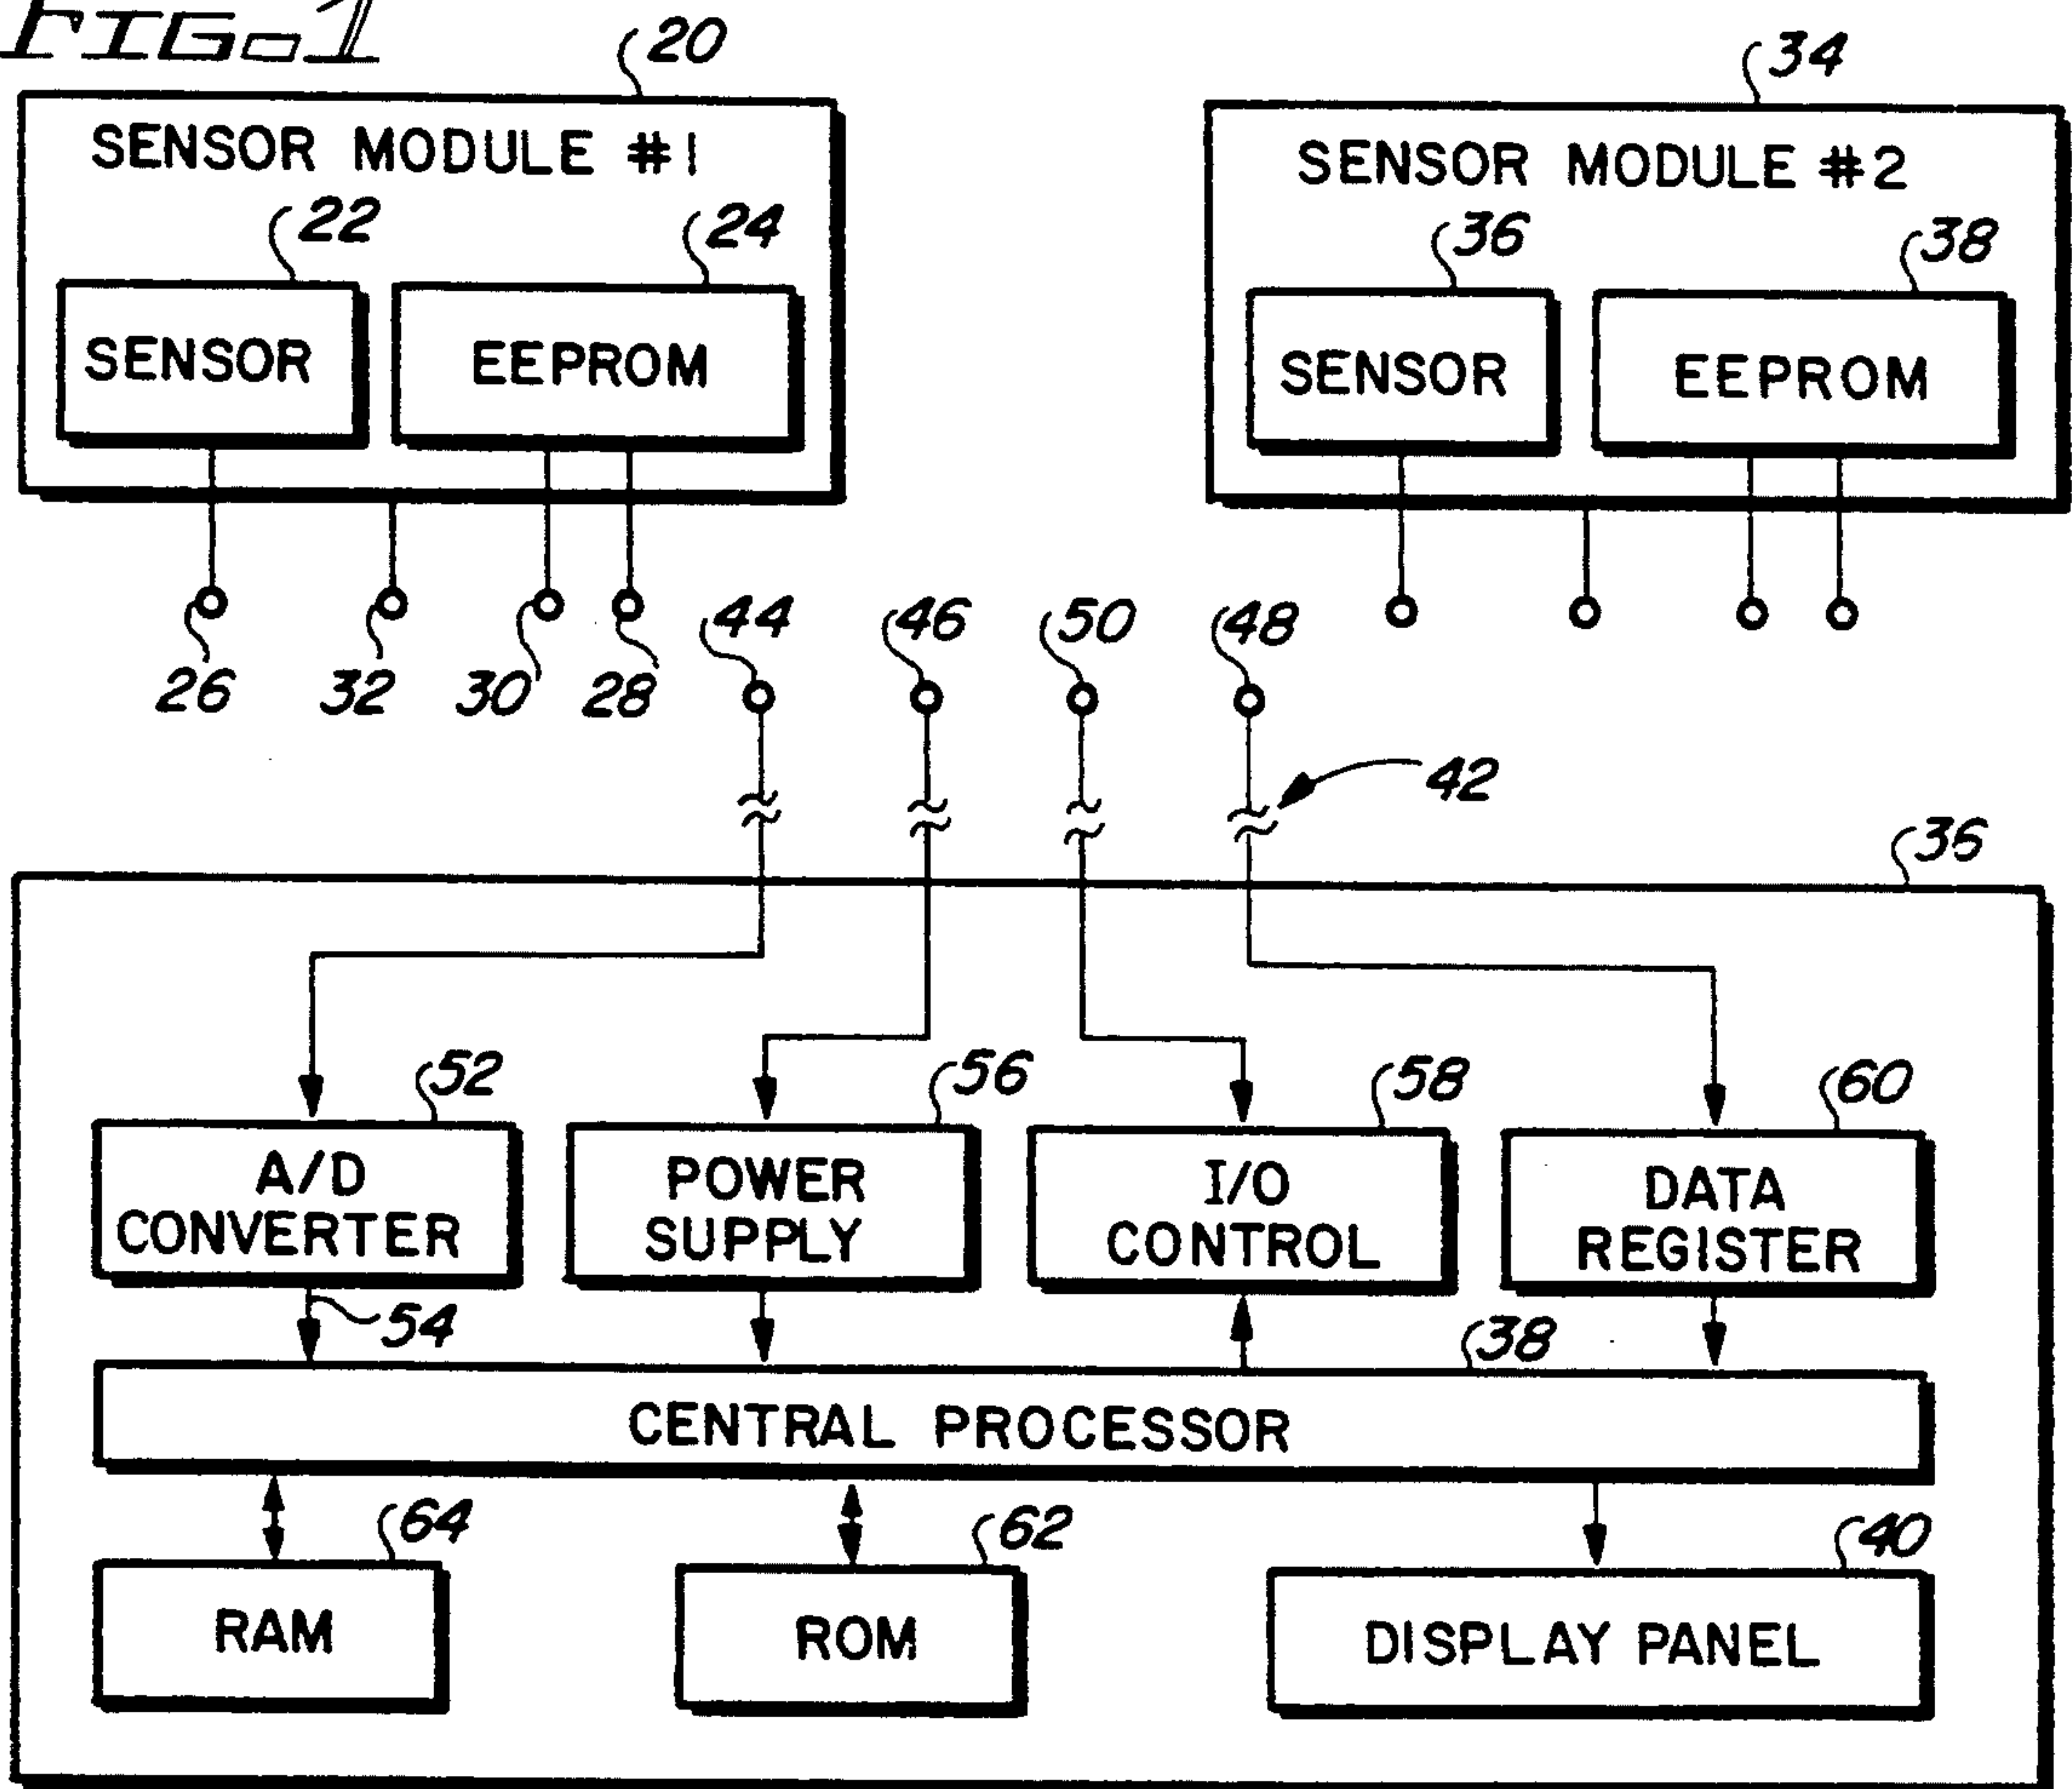 FIG. 1
20
34
SENSOR MODULE #1
SENSOR MODULE #2
22
24
36
38
SENSOR
EEPROM
SENSOR
EEPROM
26
32
30
28
44
46
50
48
42
36
52
56
58
60
A/D
CONVERTER
POWER
SUPPLY
I/O
CONTROL
DATA
REGISTER
54
38
CENTRAL PROCESSOR
64
62
40
RAM
ROM
DISPLAY PANEL